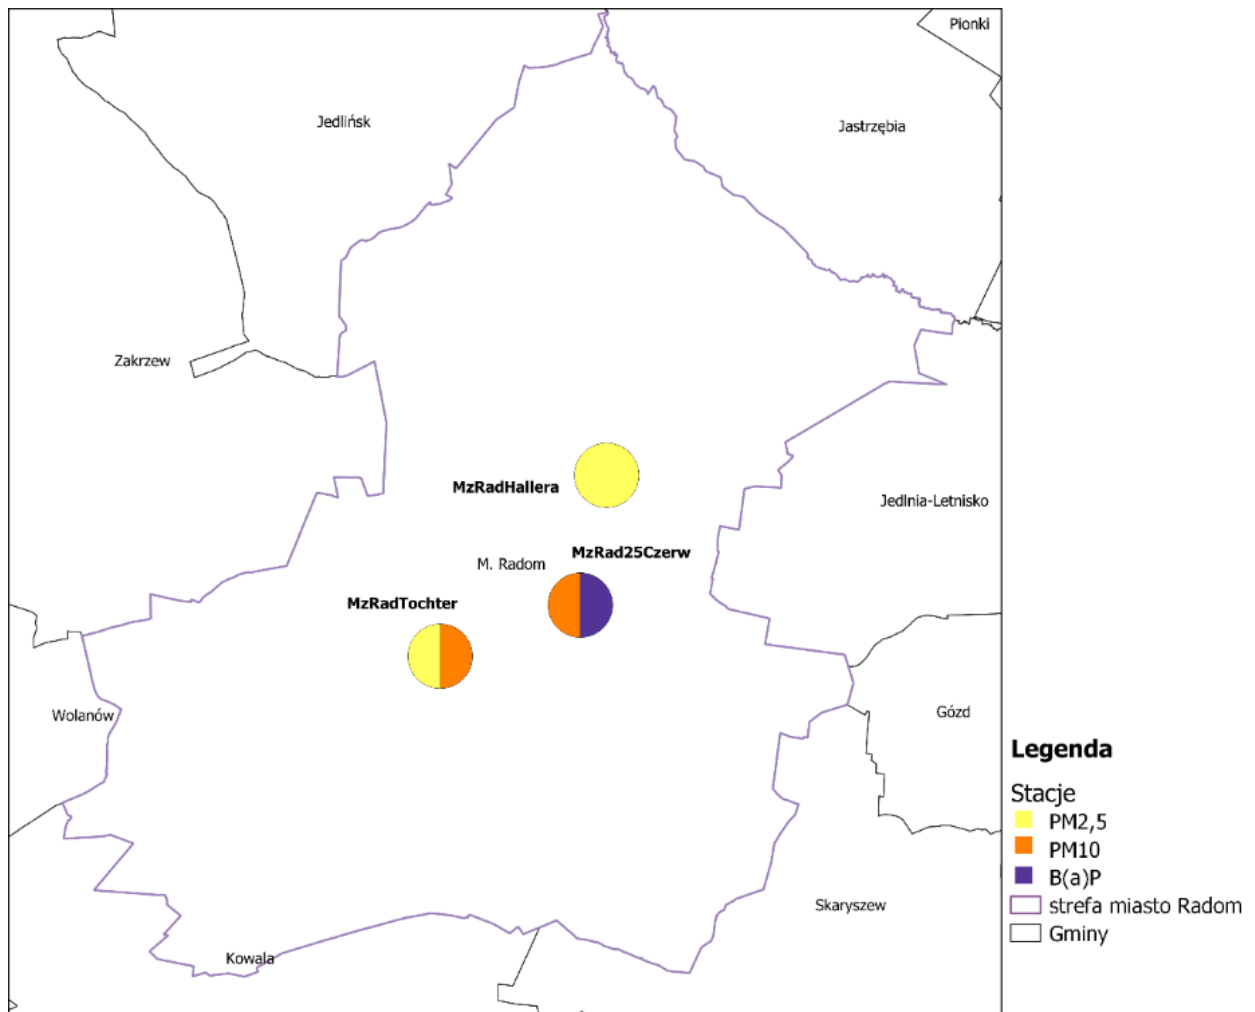 Pionki
Jedlińsk
Jastrzębia
Zakrzew
MzRadHallera
Jedlnia-Letnisko
MzRad25Czerw
M. Radom
MzRadTochter
Wolanów
Gózd
Skaryszew
Kowala
Legenda
Stacje
PM2,5
PM10
B(a)P
strefa miasto Radom
Gminy